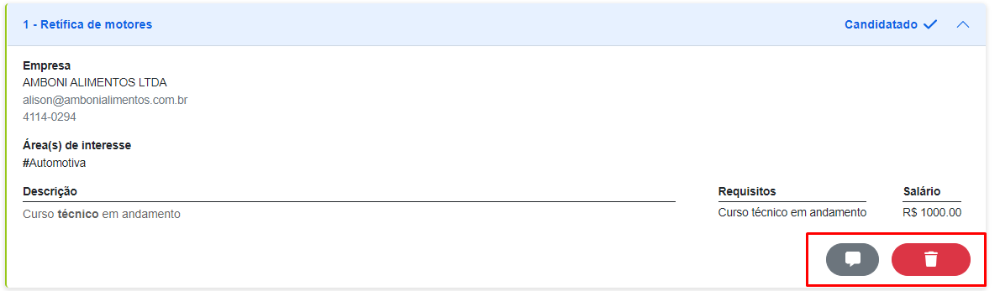 1 - Retífica de motores
Candidatado
Empresa
AMBONI ALIMENTOS LTDA
alison@ambonialimentos.com.br
4114-0294
Área(s) de interesse
#Automotiva
Descrição
Curso técnico em andamento
Requisitos
Curso técnico em andamento
Salário
R$ 1000.00